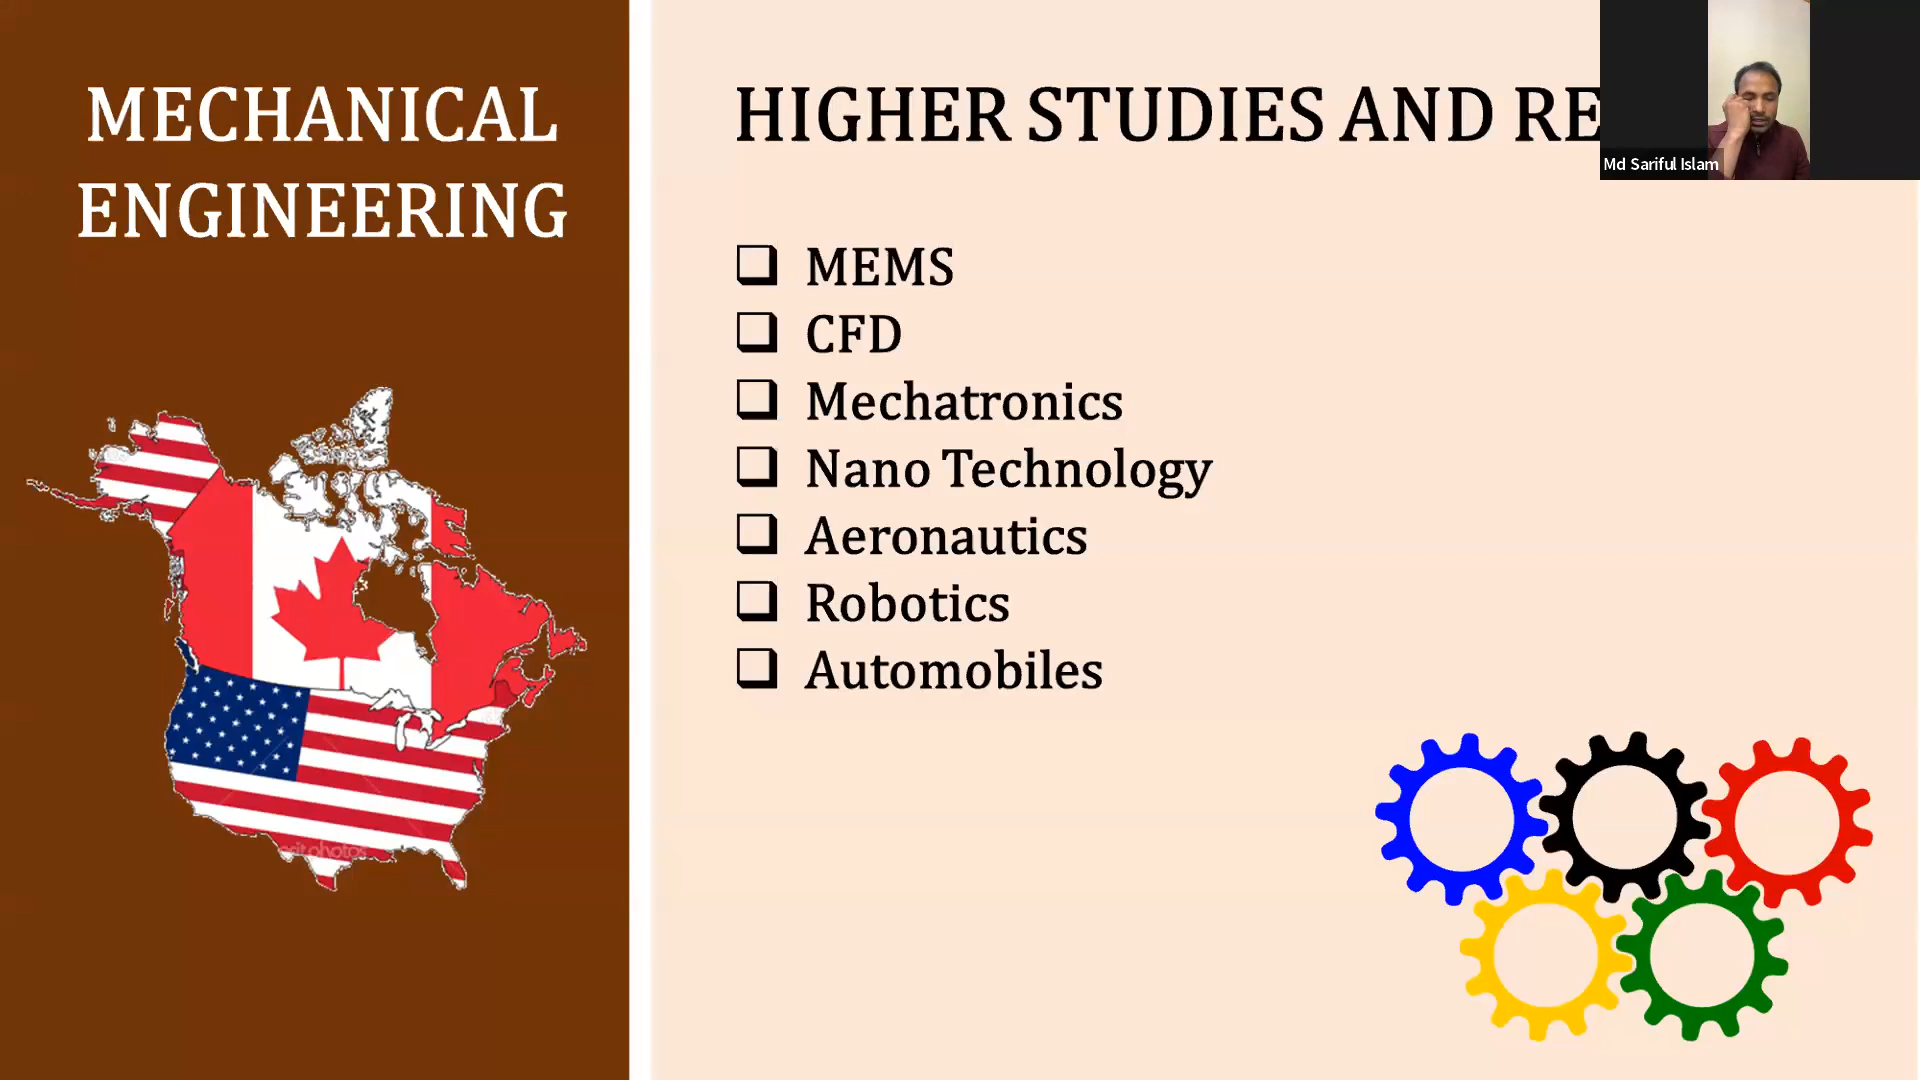 MECHANICAL
ENGINEERING
HIGHER STUDIES AND RE
Md Sariful Islam
❑ MEMS
❑ CFD
❑ Mechatronics
❑ Nano Technology
❑ Aeronautics
❑ Robotics
❑ Automobiles